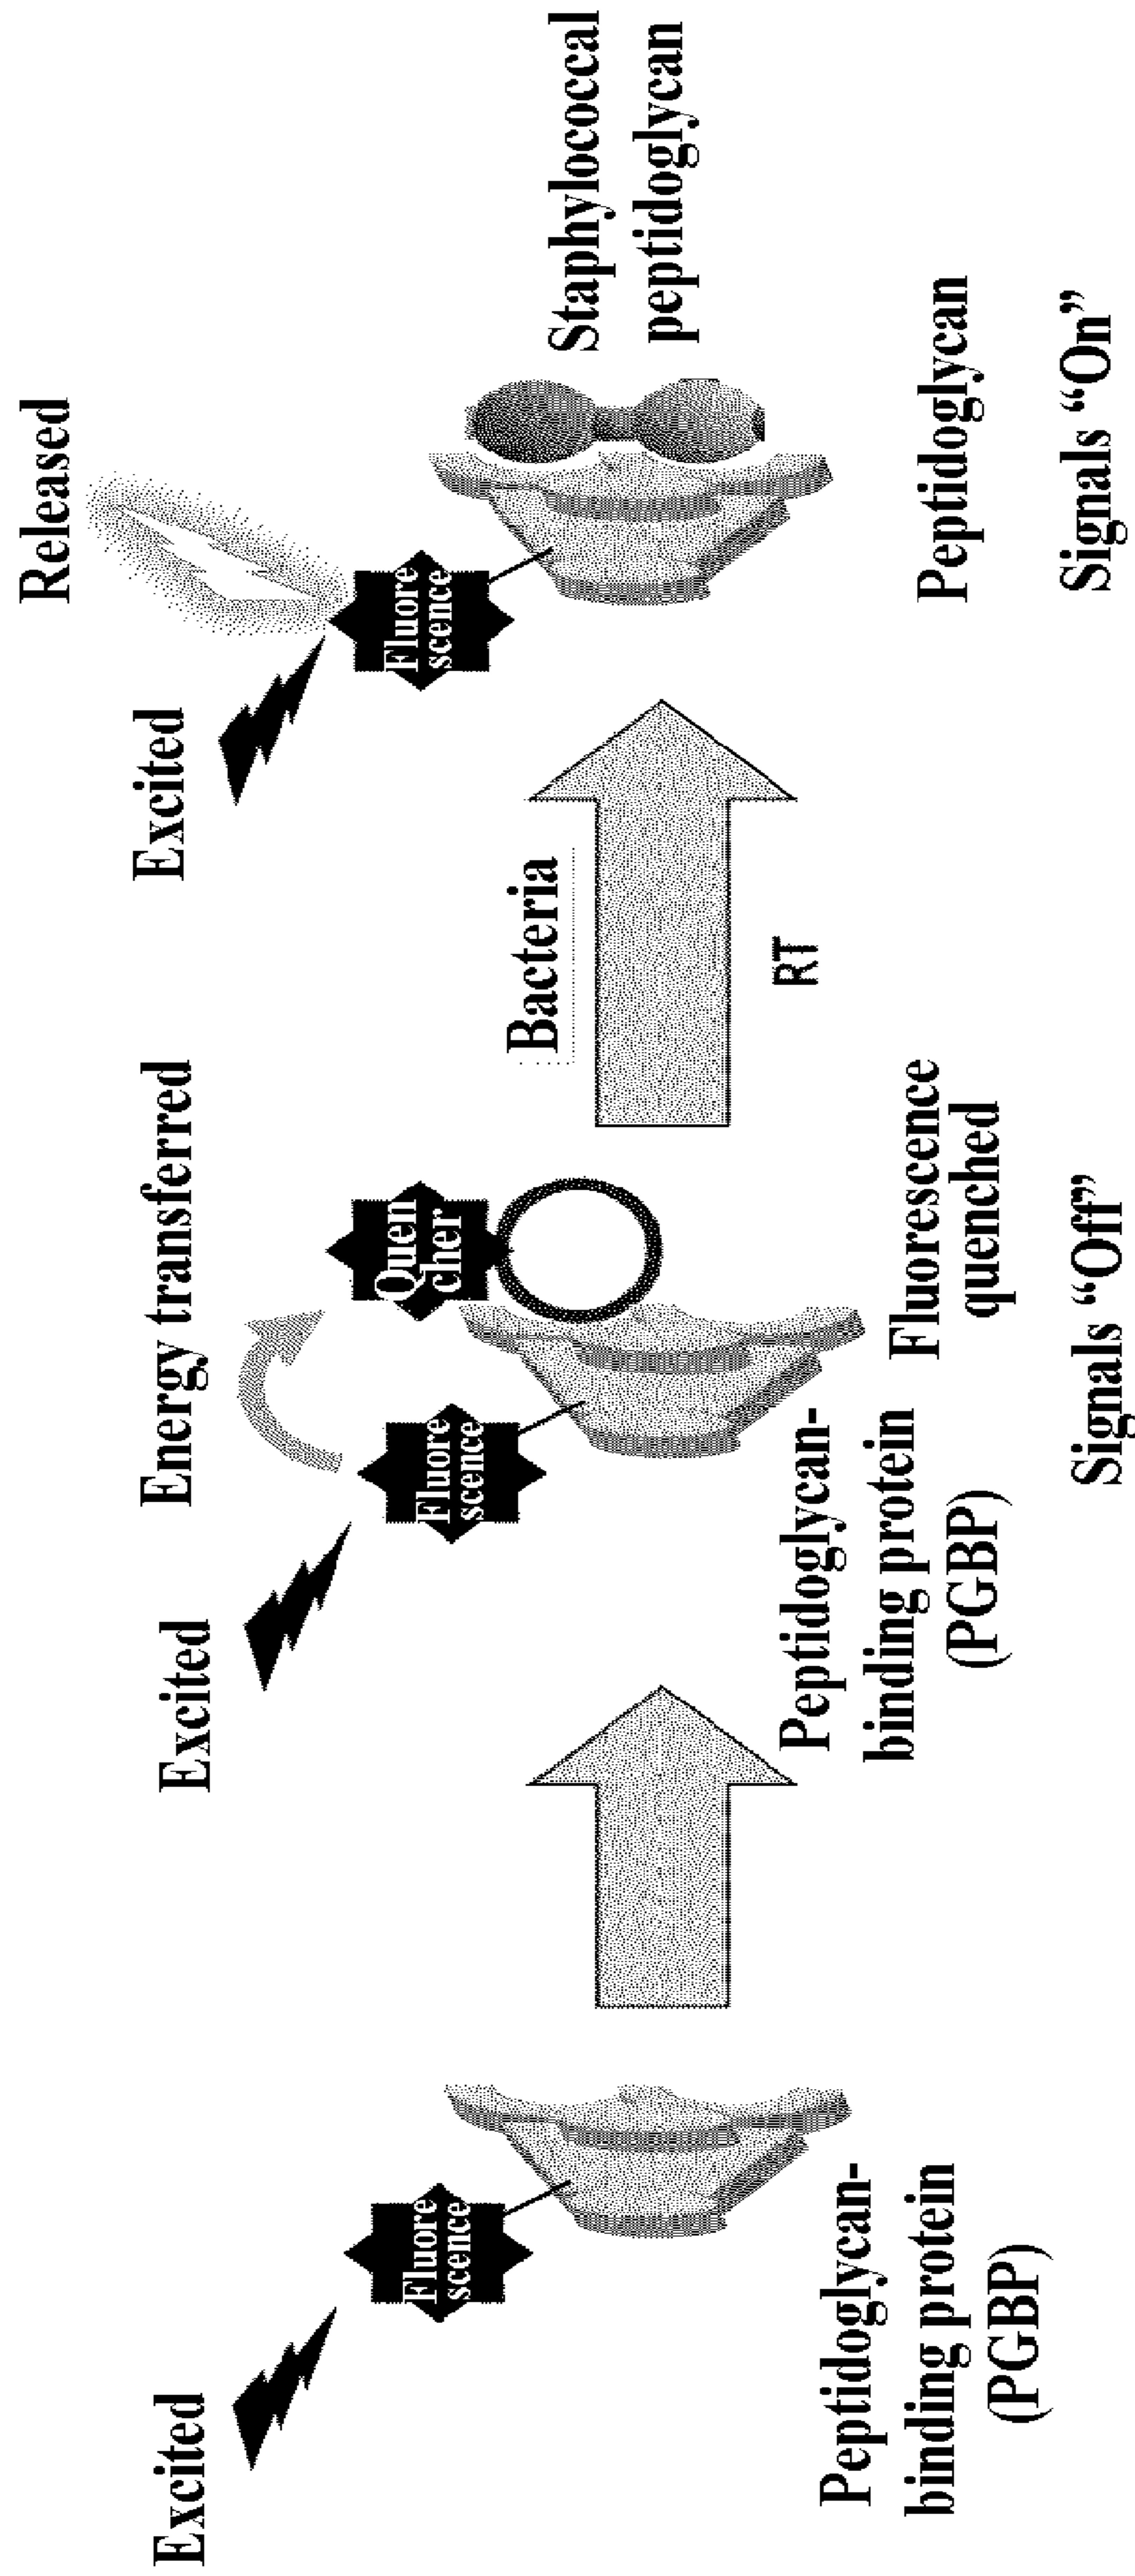 Excited
Fluore
scence
Peptidoglycan-
binding protein
(PGBP)
Excited
Energy transferred
Fluore
scence
Quen
cher
Peptidoglycan-
binding protein
(PGBP)
Fluorescence
quenched
Signals “Off”
Bacteria
RT
Excited
Released
Fluore
scence
Staphylococcal
peptidoglycan
Peptidoglycan
Signals “On”